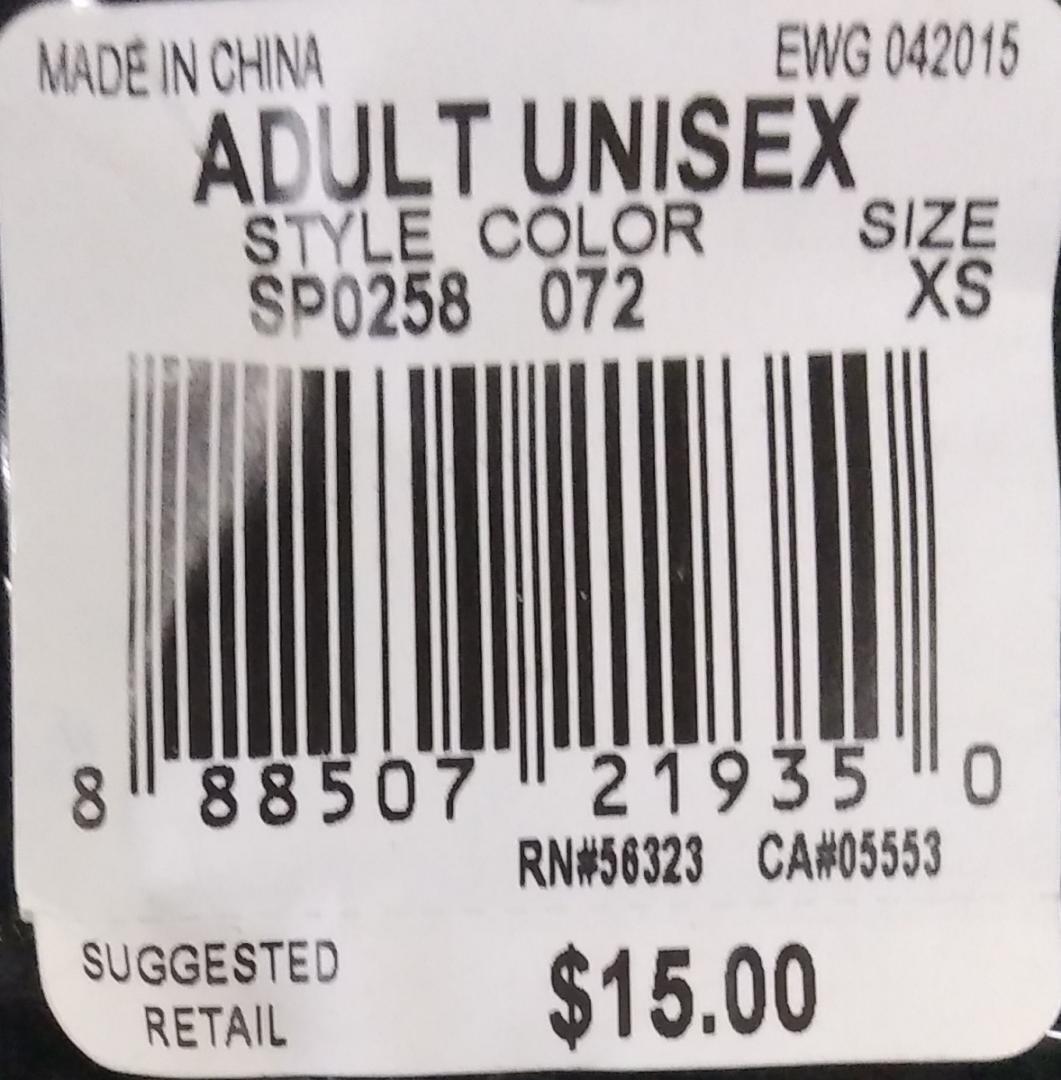 MADE IN CHINA EWG 042015
ADULT UNISEX
STYLE COLOR SIZE
SP0258 072 XS
8 88507 21935 0
RN#56323 CA#05553
SUGGESTED RETAIL $15.00